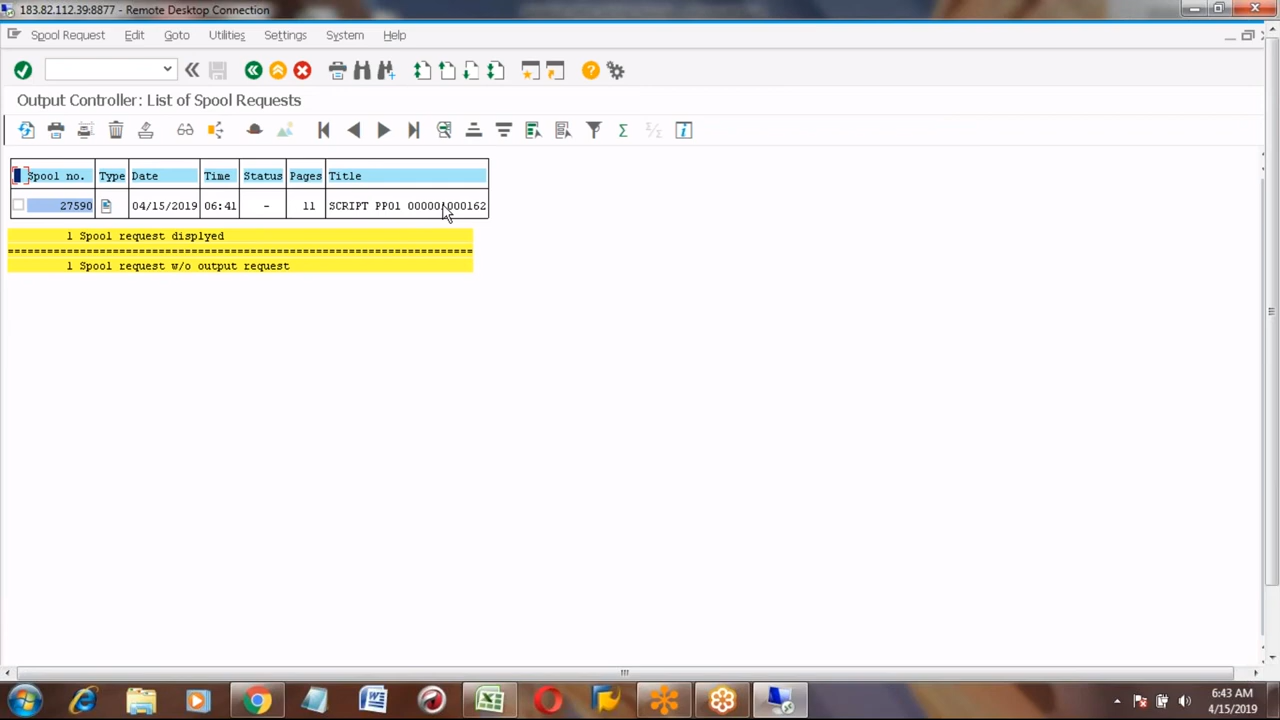 183.82.112.39:8877 - Remote Desktop Connection
Spool Request Edit Goto Utilities Settings System Help
Output Controller: List of Spool Requests
Spool no. Type Date Time Status Pages Title
27590 04/15/2019 06:41 - 11 SCRIPT PP01 000001000162
1 Spool request displyed
1 Spool request w/o output request
6:43 AM
4/15/2019